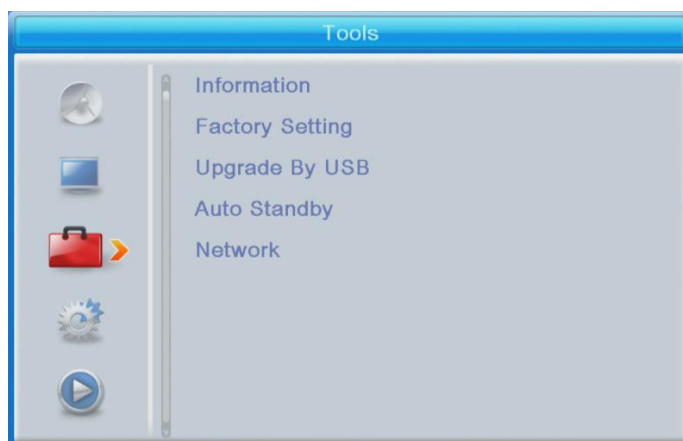 Tools
Information
Factory Setting
Upgrade By USB
Auto Standby
Network